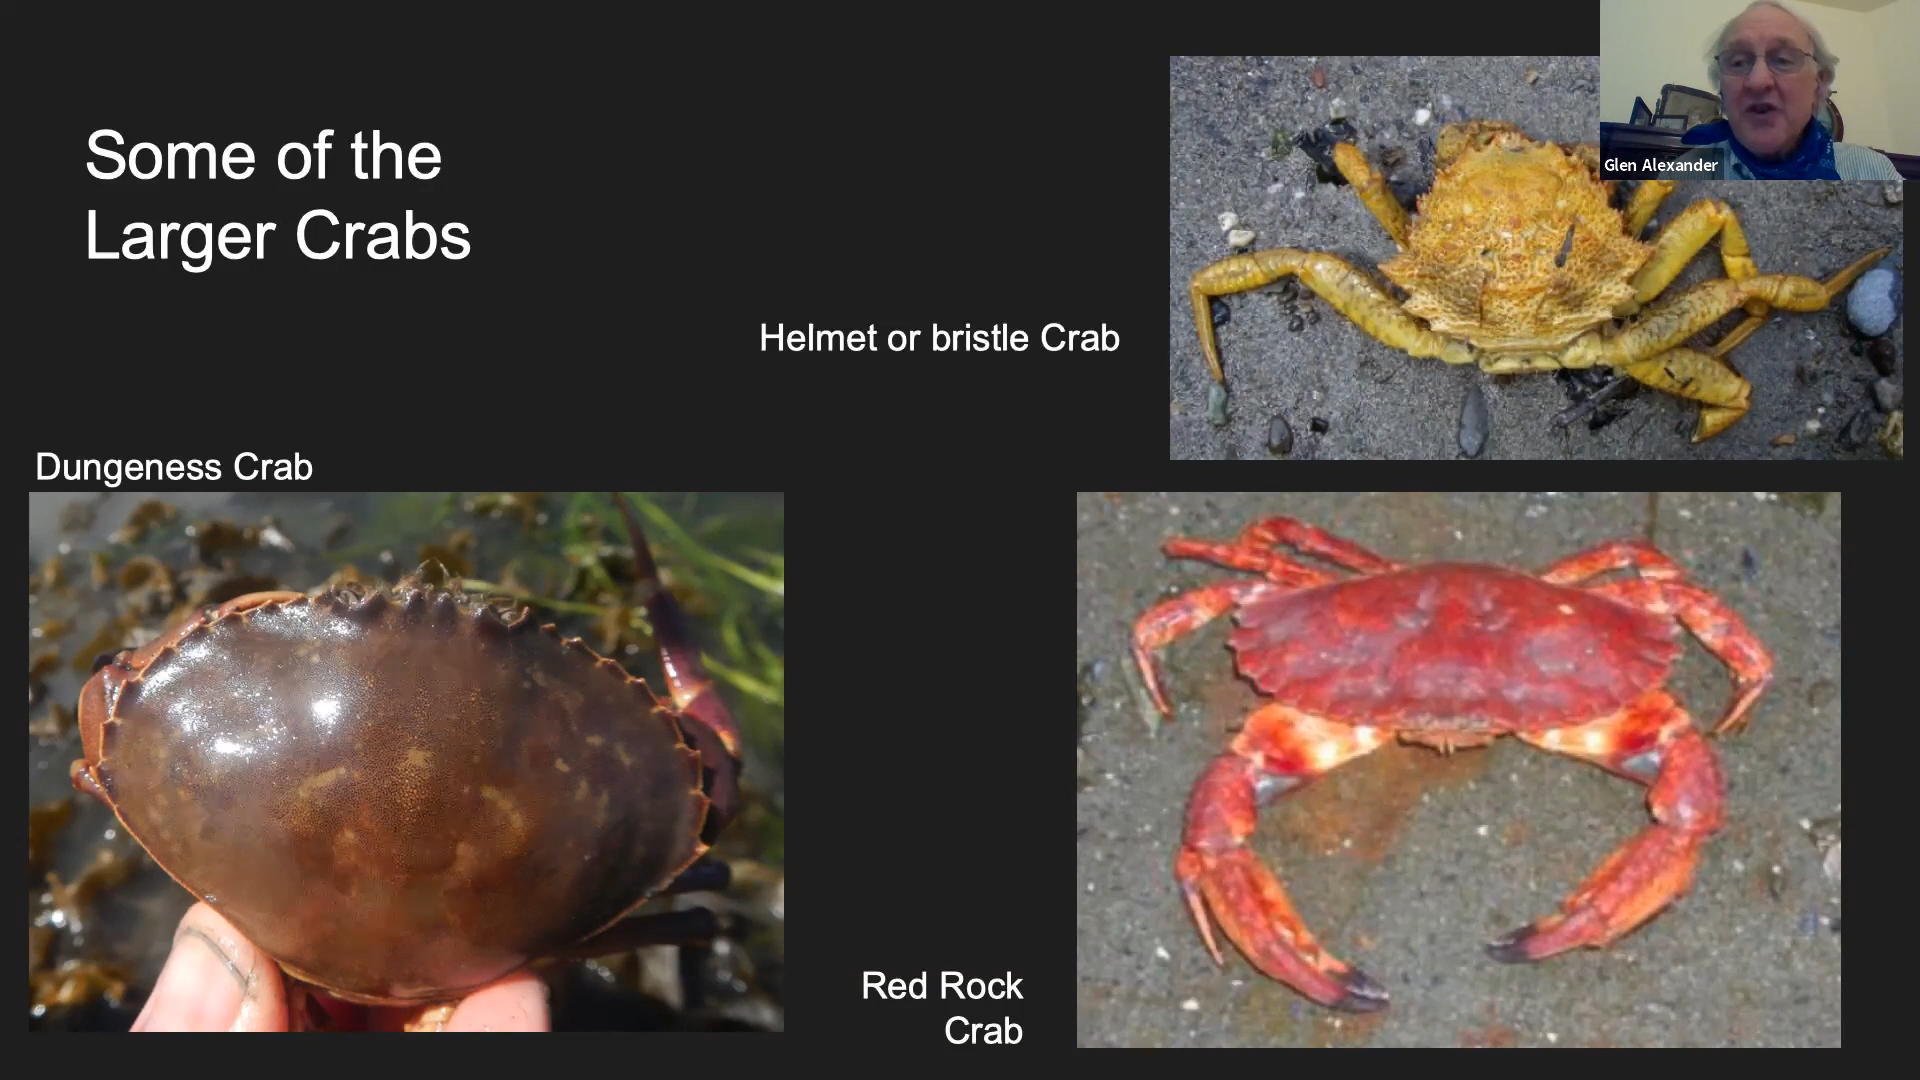 Some of the
Larger Crabs
Glen Alexander
Helmet or bristle Crab
Dungeness Crab
Red Rock
Crab